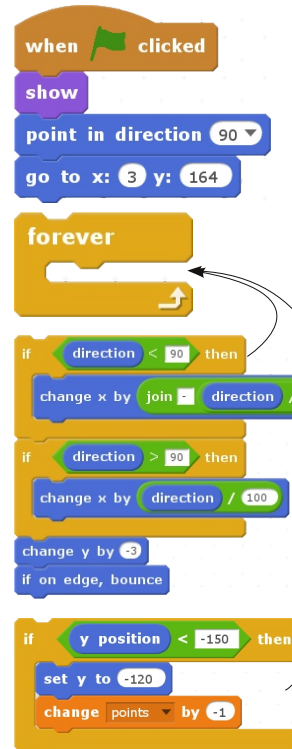 when clicked
show
point in direction 90
go to x: 3 y: 164
forever
if direction < 90 then
change x by join - direction /
if direction > 90 then
change x by direction / 100
change y by -3
if on edge, bounce
if y position < -150 then
set y to -120
change points by -1